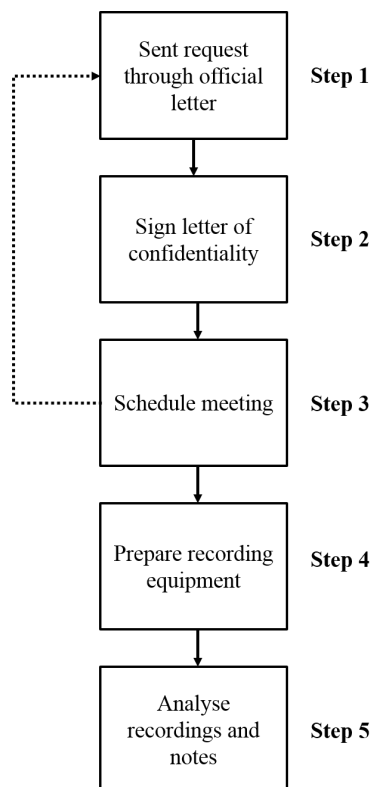 Sent request
through official
letter
Step 1
Sign letter of
confidentiality
Step 2
Schedule meeting
Step 3
Prepare recording
equipment
Step 4
Analyse
recordings and
notes
Step 5